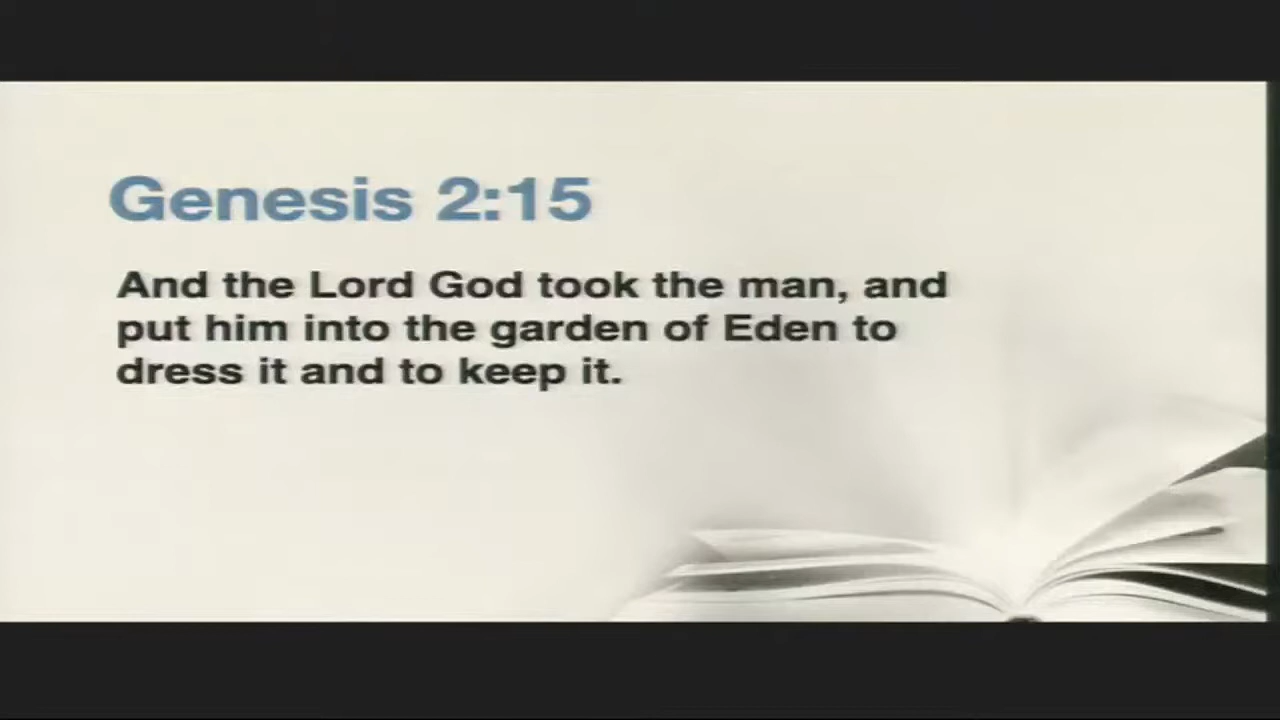 Genesis 2:15
And the Lord God took the man, and
put him into the garden of Eden to
dress it and to keep it.